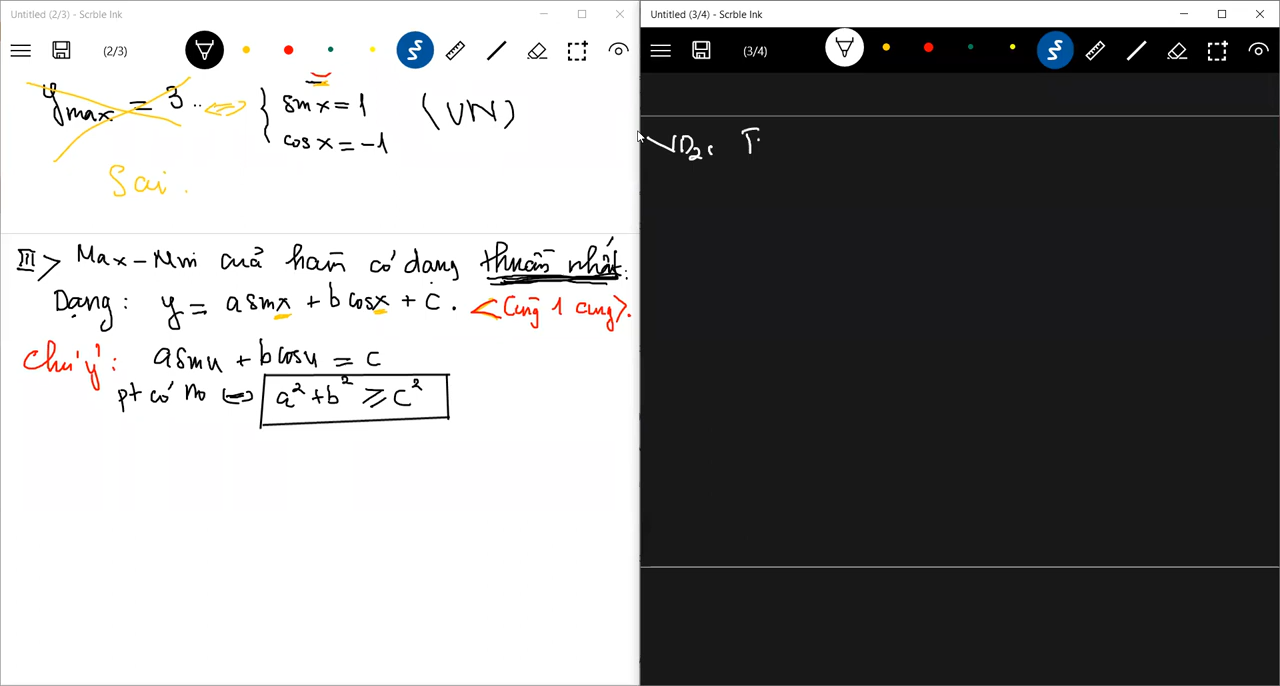 Untitled (2/3) - Scrble Ink
(2/3)
y max = 3 .. ⇔ { sin x = 1
cos x = -1
(VN)
Sai .
III> Max - Min của hàm có dạng thuần nhất :
Dạng : y = a sin x + b cos x + c . <Cùng 1 cung>.
Chú ý : a sin u + b cos u = c
pt có no ⇔ a² + b² ≥ c²
Untitled (3/4) - Scrble Ink
(3/4)
VD2: T